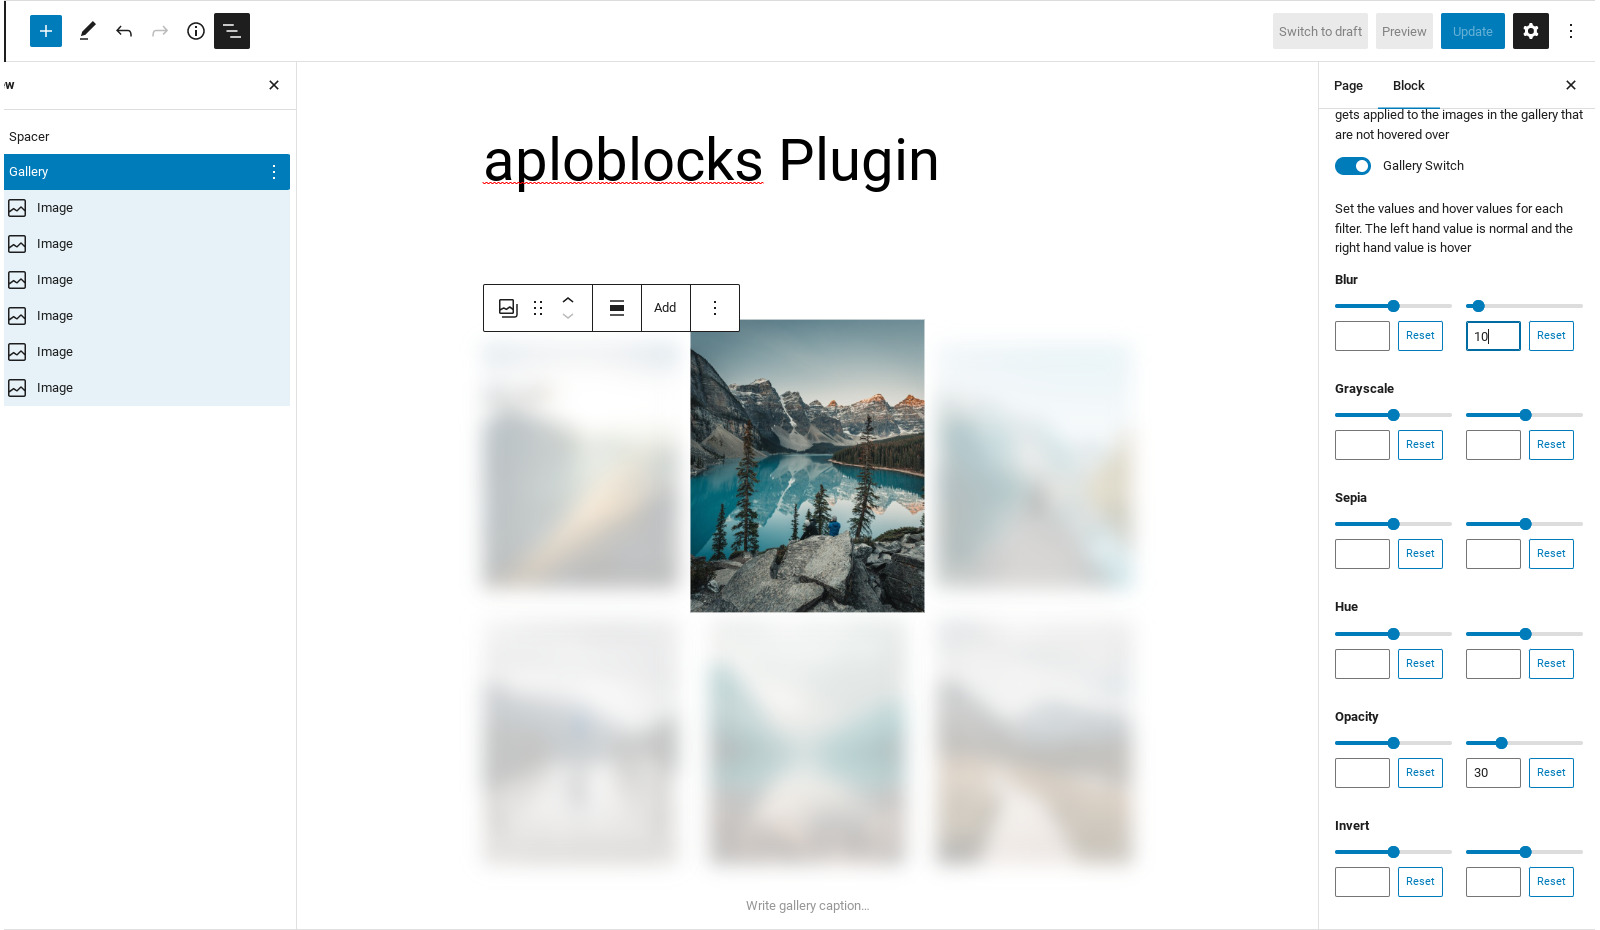 Switch to draft Preview Update
ow
Spacer
Gallery
Image
Image
Image
Image
Image
Image
aploblocks Plugin
Add
Write gallery caption...
Page Block
gets applied to the images in the gallery that
are not hovered over
Gallery Switch
Set the values and hover values for each
filter. The left hand value is normal and the
right hand value is hover
Blur
Reset 10 Reset
Grayscale
Reset Reset
Sepia
Reset Reset
Hue
Reset Reset
Opacity
Reset 30 Reset
Invert
Reset Reset